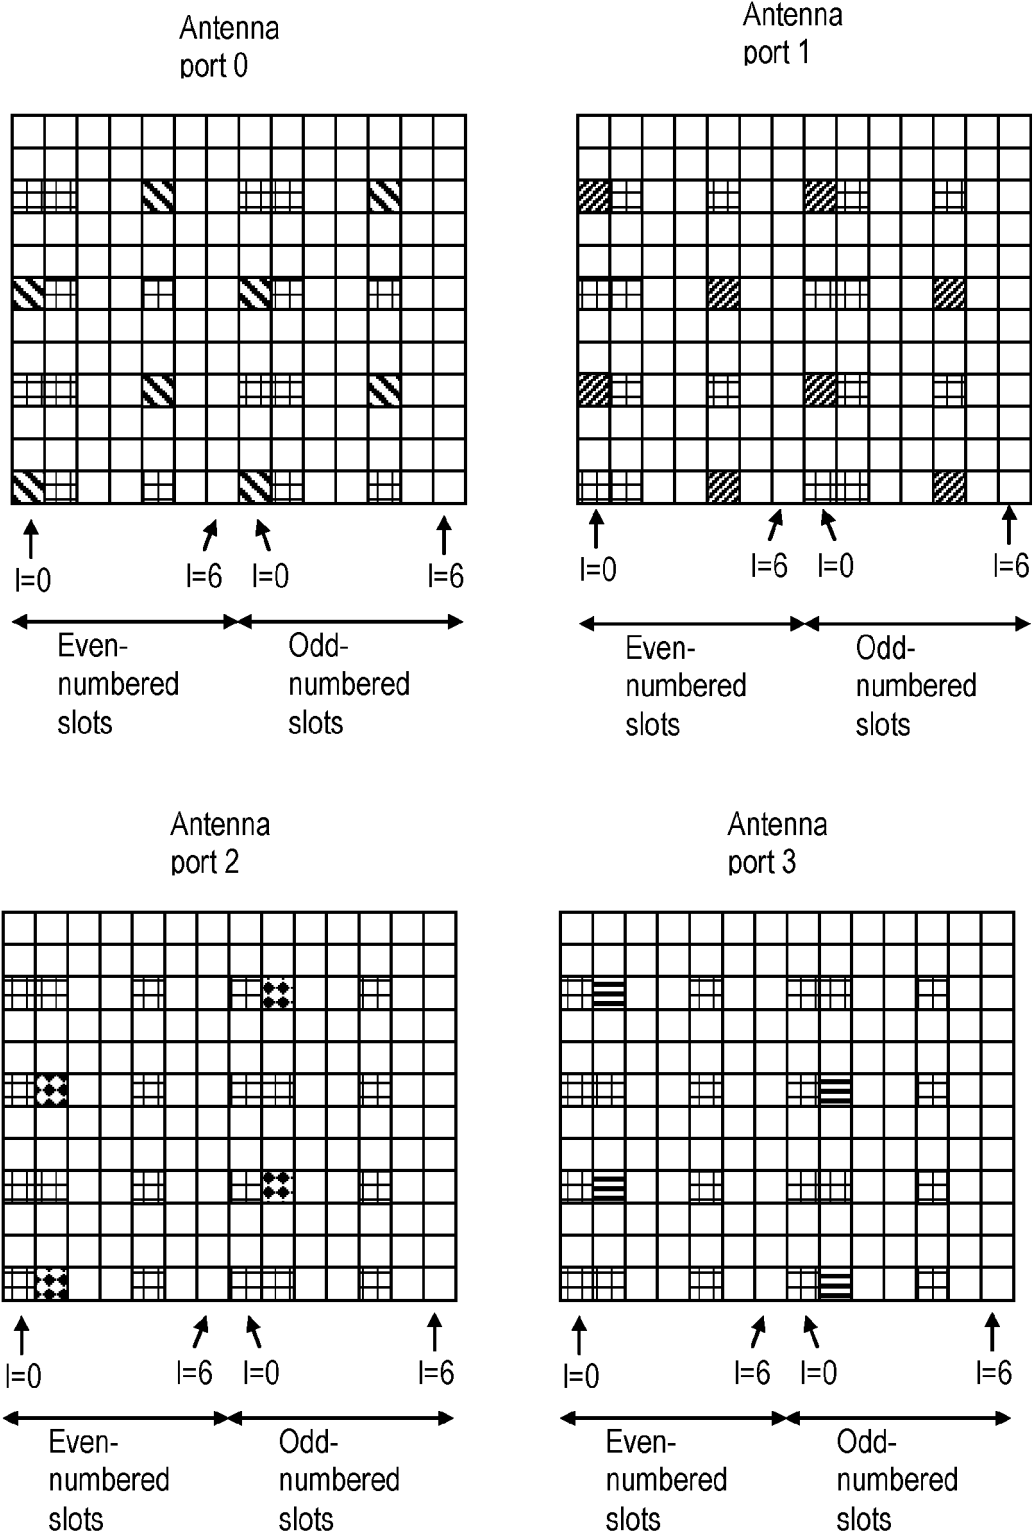 Antenna
port 0
Antenna
port 1
l=0
l=6
l=0
l=6
l=0
l=6
l=0
l=6
Even-
numbered
slots
Odd-
numbered
slots
Even-
numbered
slots
Odd-
numbered
slots
Antenna
port 2
Antenna
port 3
l=0
l=6
l=0
l=6
l=0
l=6
l=0
l=6
Even-
numbered
slots
Odd-
numbered
slots
Even-
numbered
slots
Odd-
numbered
slots